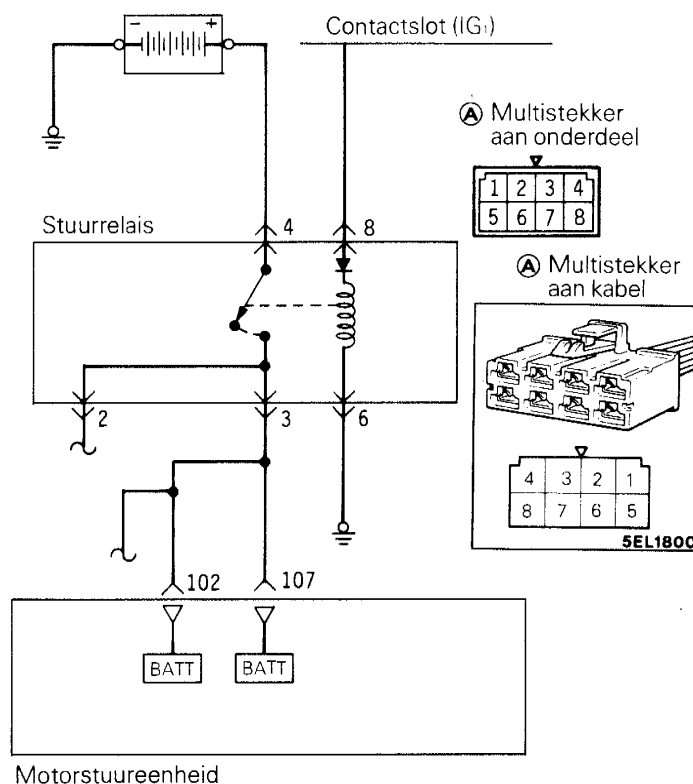 - +
Contactslot (IG₁)
Ⓐ Multistekker
aan onderdeel
1 2 3 4
5 6 7 8
Stuurrelais
4 8
Ⓐ Multistekker
aan kabel
2 3 6
4 3 2 1
8 7 6 5
5EL1800
102 107
BATT BATT
Motorstuureenheid